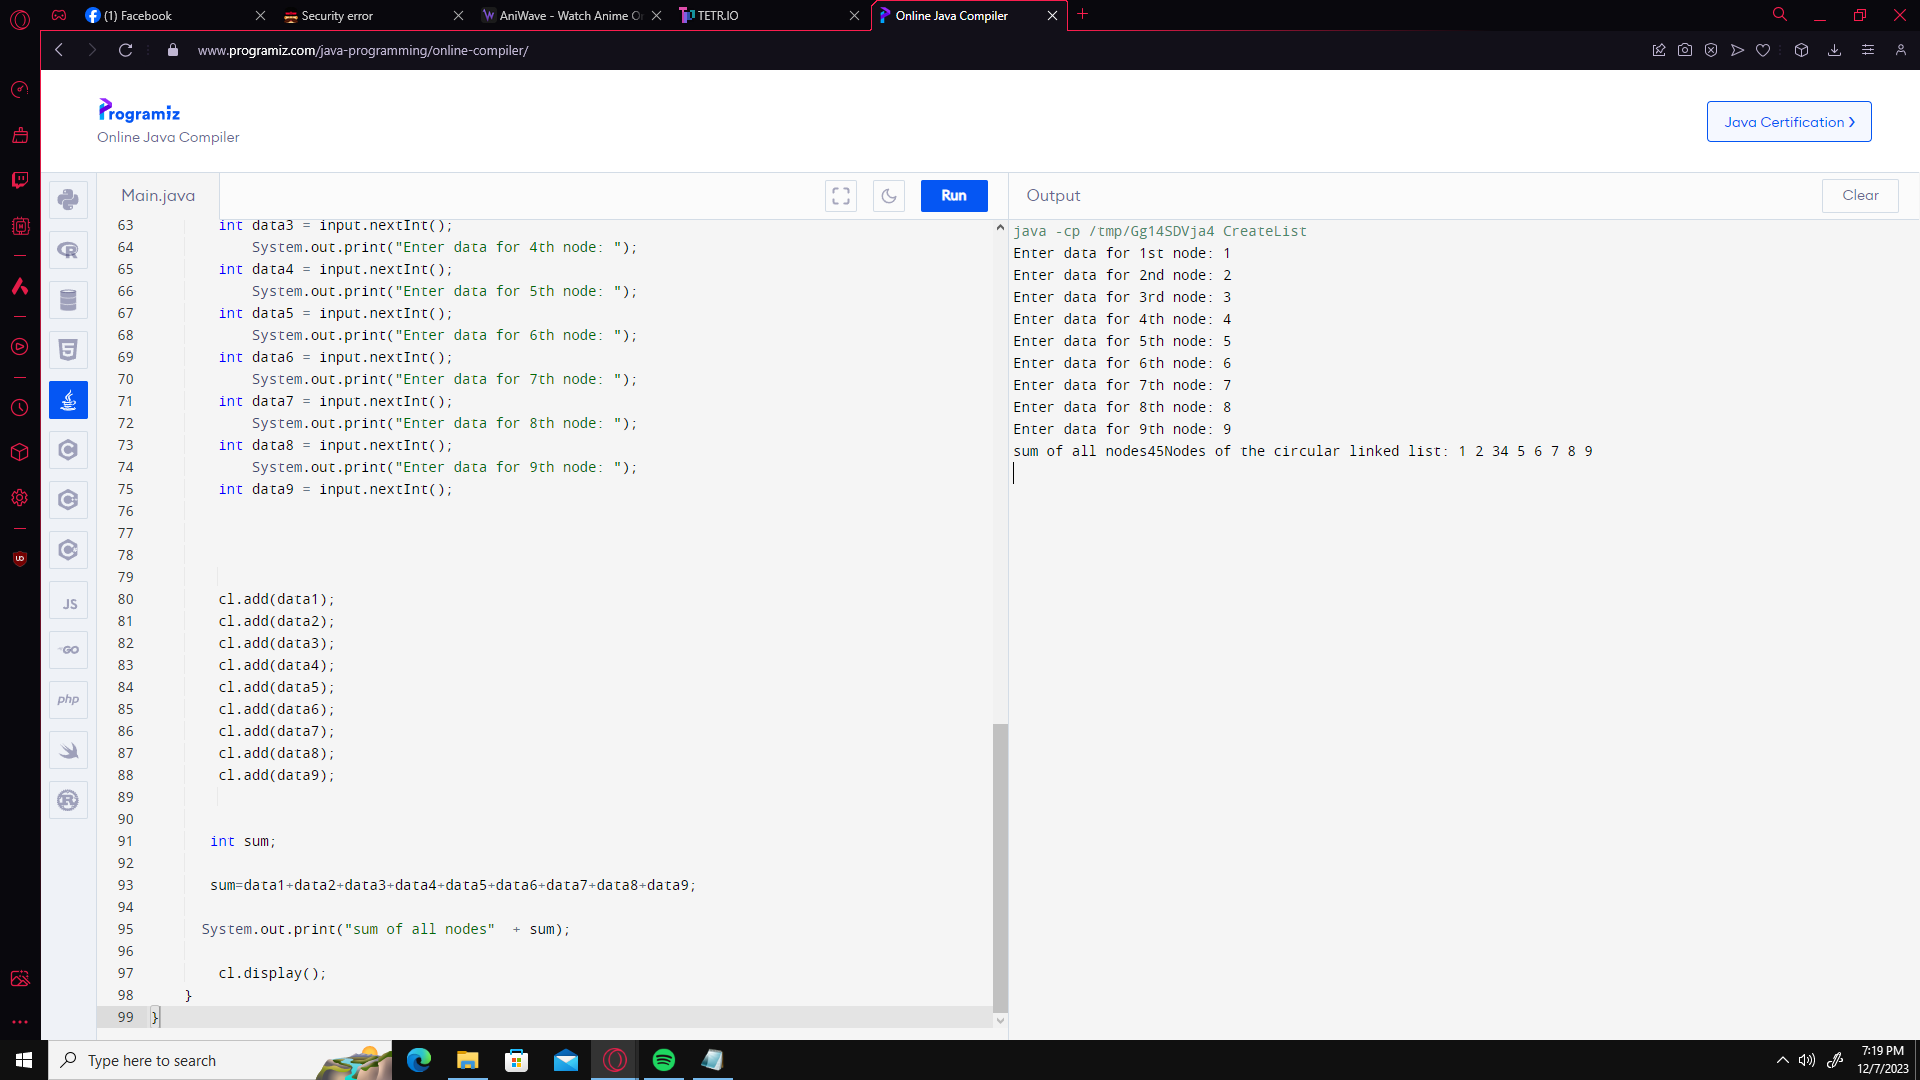 (1) Facebook
Security error
AniWave - Watch Anime O
TETR.IO
Online Java Compiler
www.programiz.com/java-programming/online-compiler/
Programiz
Online Java Compiler
Java Certification
Main.java
Run
Output
Clear
63 int data3 = input.nextInt();
64 System.out.print("Enter data for 4th node: ");
65 int data4 = input.nextInt();
66 System.out.print("Enter data for 5th node: ");
67 int data5 = input.nextInt();
68 System.out.print("Enter data for 6th node: ");
69 int data6 = input.nextInt();
70 System.out.print("Enter data for 7th node: ");
71 int data7 = input.nextInt();
72 System.out.print("Enter data for 8th node: ");
73 int data8 = input.nextInt();
74 System.out.print("Enter data for 9th node: ");
75 int data9 = input.nextInt();
76
77
78
79
80 cl.add(data1);
81 cl.add(data2);
82 cl.add(data3);
83 cl.add(data4);
84 cl.add(data5);
85 cl.add(data6);
86 cl.add(data7);
87 cl.add(data8);
88 cl.add(data9);
89
90
91 int sum;
92
93 sum=data1+data2+data3+data4+data5+data6+data7+data8+data9;
94
95 System.out.print("sum of all nodes"  + sum);
96
97 cl.display();
98 }
99 }
java -cp /tmp/Gg14SDVja4 CreateList
Enter data for 1st node: 1
Enter data for 2nd node: 2
Enter data for 3rd node: 3
Enter data for 4th node: 4
Enter data for 5th node: 5
Enter data for 6th node: 6
Enter data for 7th node: 7
Enter data for 8th node: 8
Enter data for 9th node: 9
sum of all nodes45Nodes of the circular linked list: 1 2 34 5 6 7 8 9
JS
GO
php
Type here to search
7:19 PM
12/7/2023